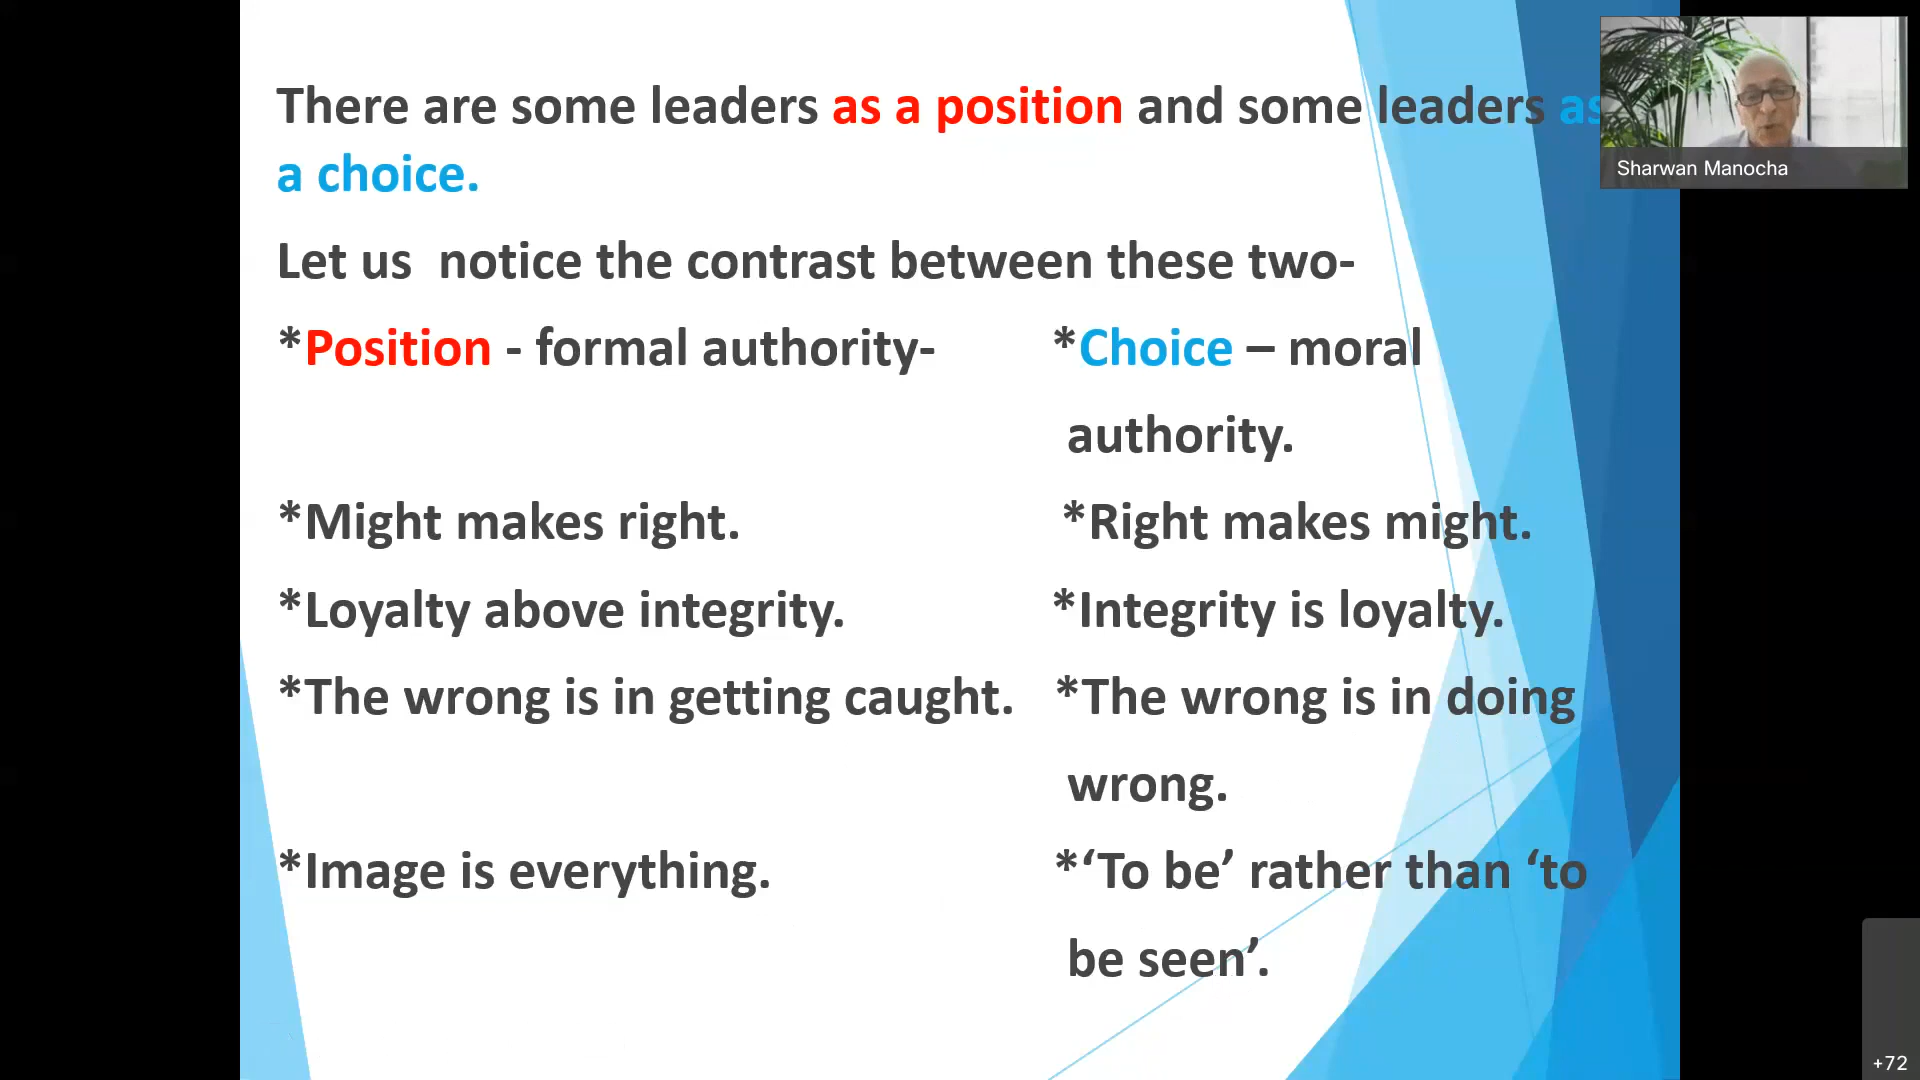 There are some leaders as a position and some leaders as
a choice.
Let us notice the contrast between these two-
*Position - formal authority- *Choice – moral
authority.
*Might makes right. *Right makes might.
*Loyalty above integrity. *Integrity is loyalty.
*The wrong is in getting caught. *The wrong is in doing
wrong.
*Image is everything. *‘To be’ rather than ‘to
be seen’.
Sharwan Manocha
+72